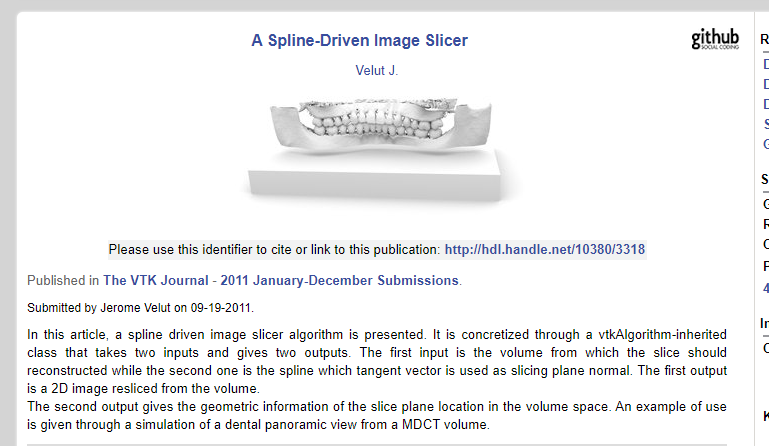 A Spline-Driven Image Slicer
github
SOCIAL CODING
Velut J.
Please use this identifier to cite or link to this publication: http://hdl.handle.net/10380/3318
Published in The VTK Journal - 2011 January-December Submissions.
Submitted by Jerome Velut on 09-19-2011.
In this article, a spline driven image slicer algorithm is presented. It is concretized through a vtkAlgorithm-inherited
class that takes two inputs and gives two outputs. The first input is the volume from which the slice should
reconstructed while the second one is the spline which tangent vector is used as slicing plane normal. The first output
is a 2D image resliced from the volume.
The second output gives the geometric information of the slice plane location in the volume space. An example of use
is given through a simulation of a dental panoramic view from a MDCT volume.